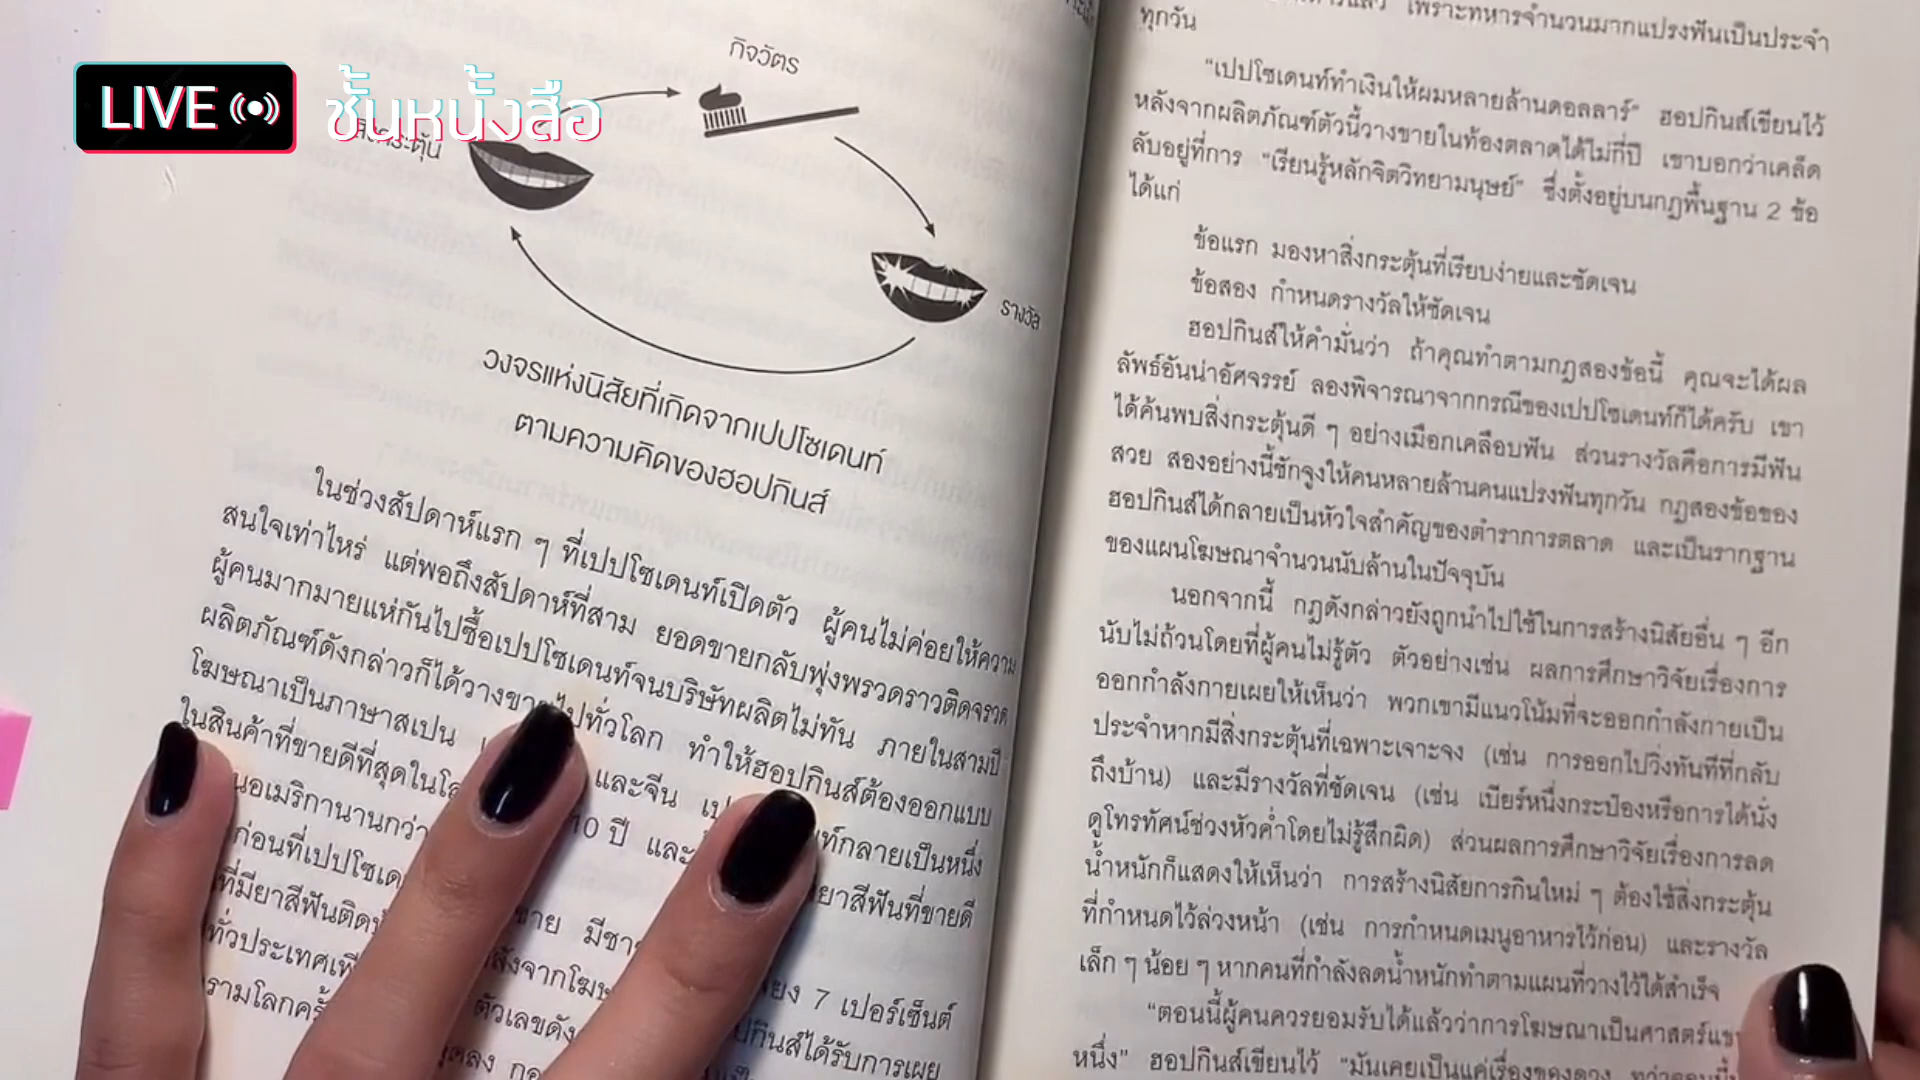 LIVE
ชั้นหนั้งสือ
กิจวัตร
สิ่งกระตุ้น
รางวัล
วงจรแห่งนิสัยที่เกิดจากเปปโซเดนท์
ตามความคิดของฮอปกินส์
ในช่วงสัปดาห์แรก ๆ ที่เปปโซเดนท์เปิดตัว ผู้คนไม่ค่อยให้ความ
สนใจเท่าไหร่ แต่พอถึงสัปดาห์ที่สาม ยอดขายกลับพุ่งพรวดราวติดจรวด
ผู้คนมากมายแห่กันไปซื้อเปปโซเดนท์จนบริษัทผลิตไม่ทัน ภายในสามปี
ผลิตภัณฑ์ดังกล่าวก็ได้วางขายไปทั่วโลก ทำให้ฮอปกินส์ต้องออกแบบ
โฆษณาเป็นภาษาสเปน และจีน
ในสินค้าที่ขายดีที่สุดในโลก ท์กลายเป็นหนึ่ง
นอเมริกานานกว่า 10 ปี และ ยาสีฟันที่ขายดี
ก่อนที่เปปโซเด ขาย มีชา
ที่มียาสีฟันติด ียง 7 เปอร์เซ็นต์
ทั่วประเทศเพิ ตัวเลขดัง ปกินส์ได้รับการเผย
งรามโลกครั้
ทุกวัน เพราะทหารจำนวนมากแปรงฟันเป็นประจำ
ทุกวัน
“เปปโซเดนท์ทำเงินให้ผมหลายล้านดอลลาร์” ฮอปกินส์เขียนไว้
หลังจากผลิตภัณฑ์ตัวนี้วางขายในท้องตลาดได้ไม่กี่ปี เขาบอกว่าเคล็ด
ลับอยู่ที่การ “เรียนรู้หลักจิตวิทยามนุษย์” ซึ่งตั้งอยู่บนกฎพื้นฐาน 2 ข้อ
ได้แก่
ข้อแรก มองหาสิ่งกระตุ้นที่เรียบง่ายและชัดเจน
ข้อสอง กำหนดรางวัลให้ชัดเจน
ฮอปกินส์ให้คำมั่นว่า ถ้าคุณทำตามกฎสองข้อนี้ คุณจะได้ผล
ลัพธ์อันน่าอัศจรรย์ ลองพิจารณาจากกรณีของเปปโซเดนท์ก็ได้ครับ เขา
ได้ค้นพบสิ่งกระตุ้นดี ๆ อย่างเมือกเคลือบฟัน ส่วนรางวัลคือการมีฟัน
สวย สองอย่างนี้ชักจูงให้คนหลายล้านคนแปรงฟันทุกวัน กฎสองข้อของ
ฮอปกินส์ได้กลายเป็นหัวใจสำคัญของตำราการตลาด และเป็นรากฐาน
ของแผนโฆษณาจำนวนนับล้านในปัจจุบัน
นอกจากนี้ กฎดังกล่าวยังถูกนำไปใช้ในการสร้างนิสัยอื่น ๆ อีก
นับไม่ถ้วนโดยที่ผู้คนไม่รู้ตัว ตัวอย่างเช่น ผลการศึกษาวิจัยเรื่องการ
ออกกำลังกายเผยให้เห็นว่า พวกเขามีแนวโน้มที่จะออกกำลังกายเป็น
ประจำหากมีสิ่งกระตุ้นที่เฉพาะเจาะจง (เช่น การออกไปวิ่งทันทีที่กลับ
ถึงบ้าน) และมีรางวัลที่ชัดเจน (เช่น เบียร์หนึ่งกระป๋องหรือการได้นั่ง
ดูโทรทัศน์ช่วงหัวค่ำโดยไม่รู้สึกผิด) ส่วนผลการศึกษาวิจัยเรื่องการลด
น้ำหนักก็แสดงให้เห็นว่า การสร้างนิสัยการกินใหม่ ๆ ต้องใช้สิ่งกระตุ้น
ที่กำหนดไว้ล่วงหน้า (เช่น การกำหนดเมนูอาหารไว้ก่อน) และรางวัล
เล็ก ๆ น้อย ๆ หากคนที่กำลังลดน้ำหนักทำตามแผนที่วางไว้ได้สำเร็จ
“ตอนนี้ผู้คนควรยอมรับได้แล้วว่าการโฆษณาเป็นศาสตร์แข
หนึ่ง” ฮอปกินส์เขียนไว้ “มันเคยเป็นแค่เรื่องของดวง